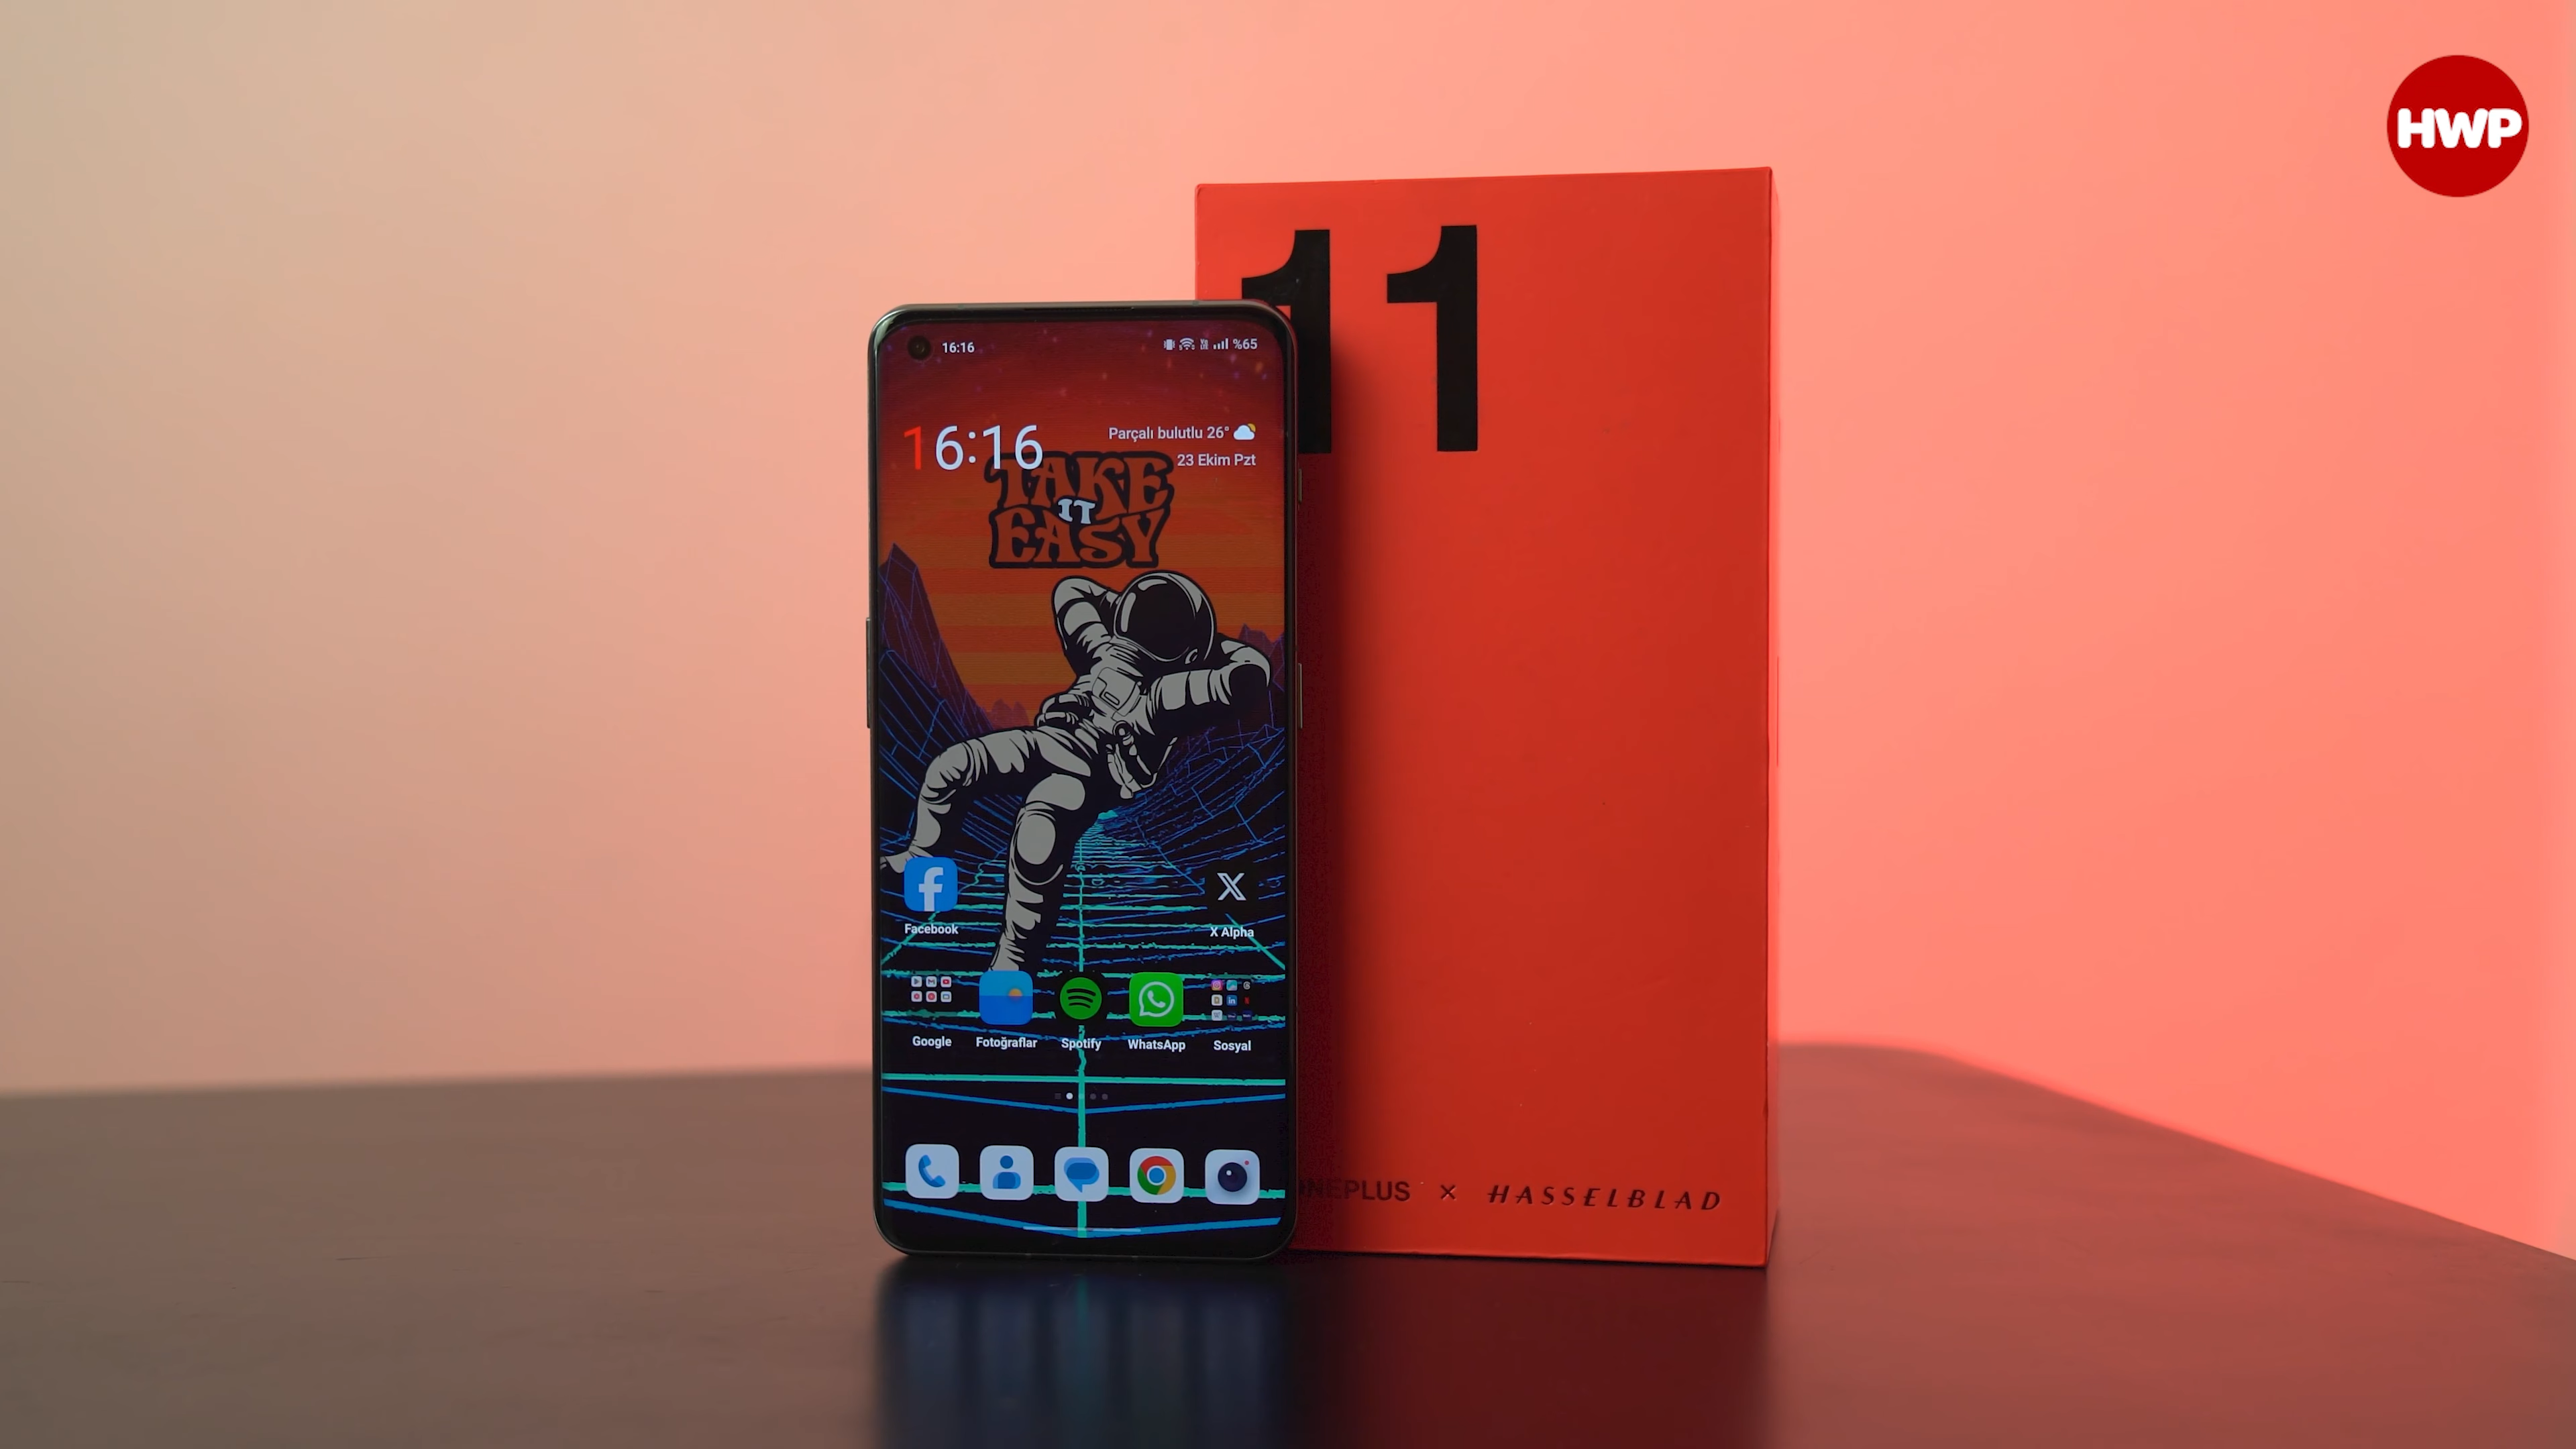 HWP
11
16:16
%65
16:16
Parçalı bulutlu 26°
23 Ekim Pzt
TAKE
IT
EASY
Facebook
X Alpha
Google
Fotoğraflar
Spotify
WhatsApp
Sosyal
ONEPLUS × HASSELBLAD